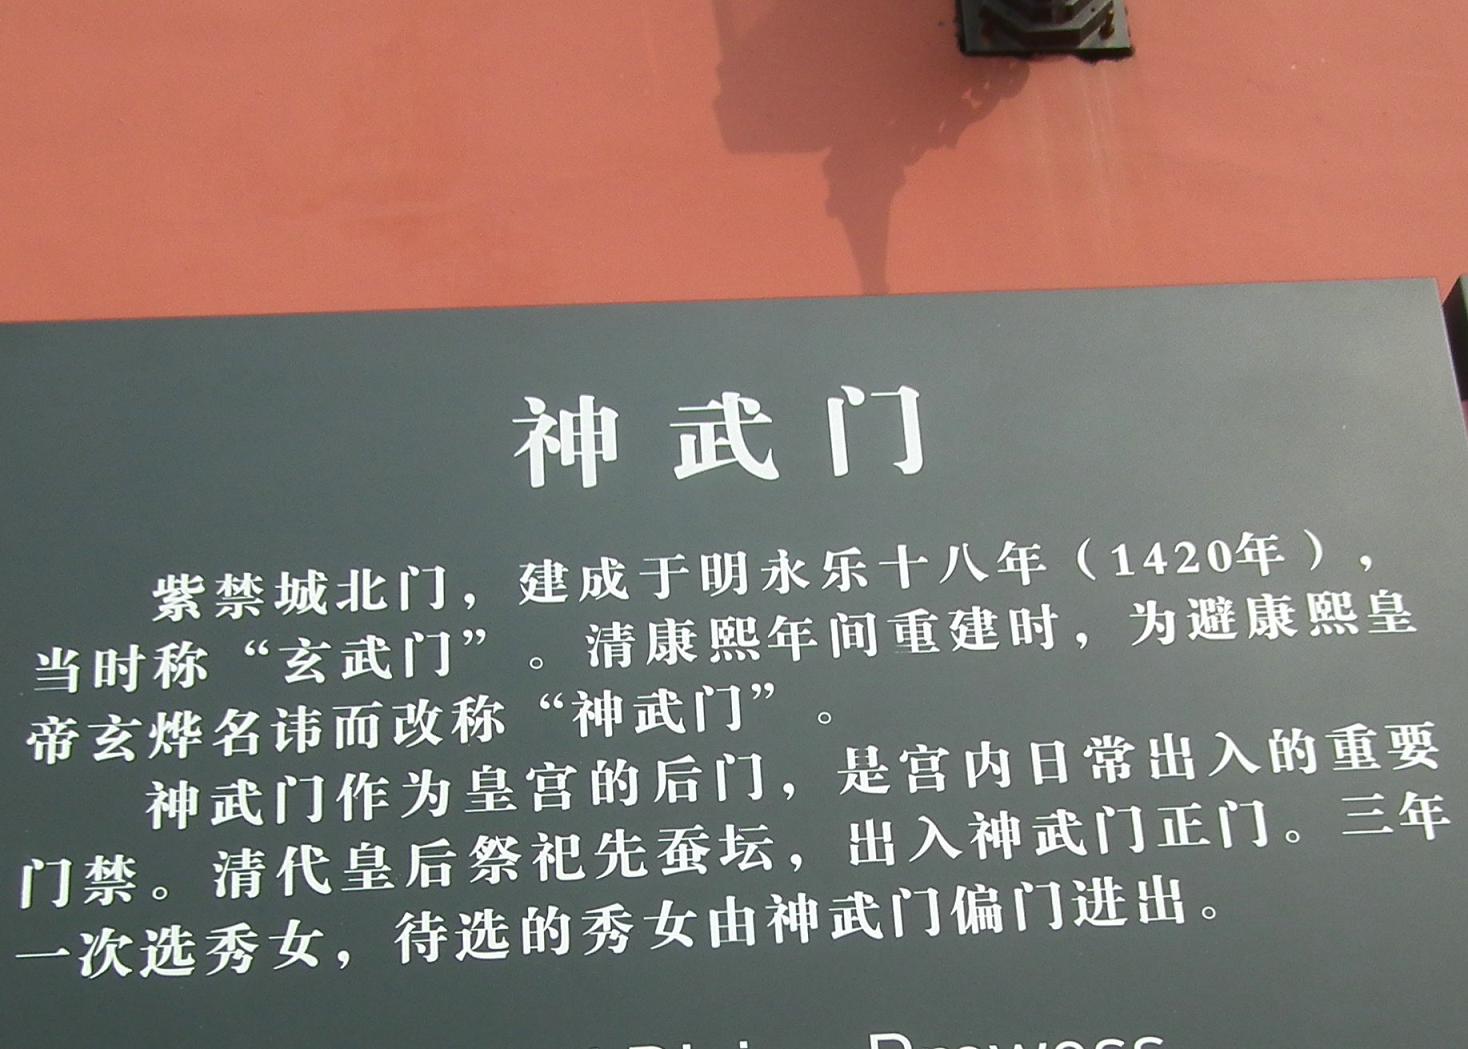 神武门
紫禁城北门，建成于明永乐十八年（1420年），
当时称“玄武门”。清康熙年间重建时，为避康熙皇
帝玄烨名讳而改称“神武门”。
神武门作为皇宫的后门，是宫内日常出入的重要
门禁。清代皇后祭祀先蚕坛，出入神武门正门。三年
一次选秀女，待选的秀女由神武门偏门进出。
Prowess